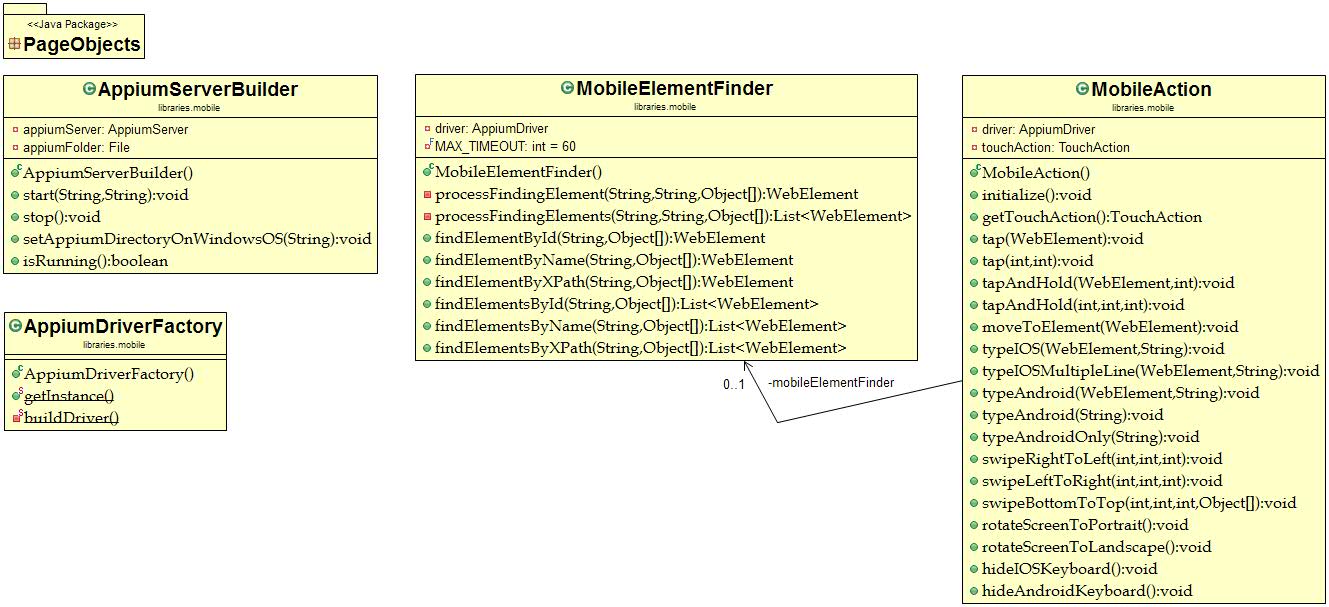 <<Java Package>>
PageObjects
AppiumServerBuilder
libraries.mobile
appiumServer: AppiumServer
appiumFolder: File
AppiumServerBuilder()
start(String,String):void
stop():void
setAppiumDirectoryOnWindowsOS(String):void
isRunning():boolean
AppiumDriverFactory
libraries.mobile
AppiumDriverFactory()
getInstance()
buildDriver()
MobileElementFinder
libraries.mobile
driver: AppiumDriver
MAX_TIMEOUT: int = 60
MobileElementFinder()
processFindingElement(String,String,Object[]):WebElement
processFindingElements(String,String,Object[]):List<WebElement>
findElementById(String,Object[]):WebElement
findElementByName(String,Object[]):WebElement
findElementByXPath(String,Object[]):WebElement
findElementsById(String,Object[]):List<WebElement>
findElementsByName(String,Object[]):List<WebElement>
findElementsByXPath(String,Object[]):List<WebElement>
0..1 -mobileElementFinder
MobileAction
libraries.mobile
driver: AppiumDriver
touchAction: TouchAction
MobileAction()
initialize():void
getTouchAction():TouchAction
tap(WebElement):void
tap(int,int):void
tapAndHold(WebElement,int):void
tapAndHold(int,int,int):void
moveToElement(WebElement):void
typeIOS(WebElement,String):void
typeIOSMultipleLine(WebElement,String):void
typeAndroid(WebElement,String):void
typeAndroid(String):void
typeAndroidOnly(String):void
swipeRightToLeft(int,int,int):void
swipeLeftToRight(int,int,int):void
swipeBottomToTop(int,int,int,Object[]):void
rotateScreenToPortrait():void
rotateScreenToLandscape():void
hideIOSKeyboard():void
hideAndroidKeyboard():void